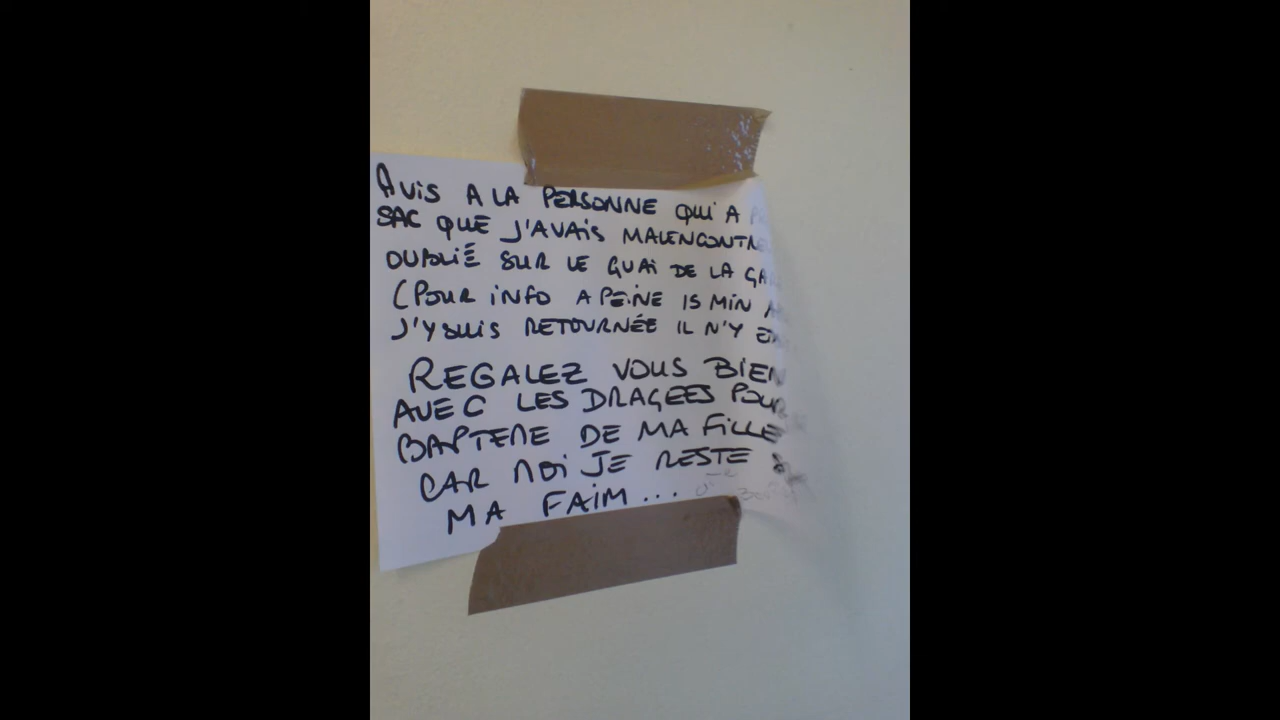 AViS A LA PERSONNE QUi A
SAC QUE J'AVAiS MALENCONTRE
OUBLIÉ SUR LE QUAi DE LA GA
(POUR iNFO A PEiNE 15 MiN
J'Y SUiS RETOURNÉE IL N'Y
REGALEZ VOUS BIEN
AVEC LES DRAGEES POUR
BAPTEME DE MA FiLLE
CAR MOi JE RESTE
MA FAiM...